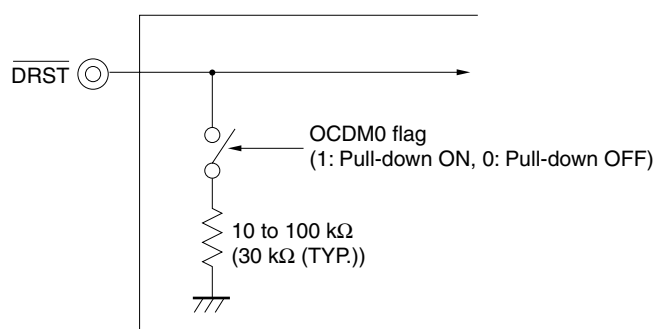 DRST
OCDM0 flag
(1: Pull-down ON, 0: Pull-down OFF)
10 to 100 kΩ
(30 kΩ (TYP.))